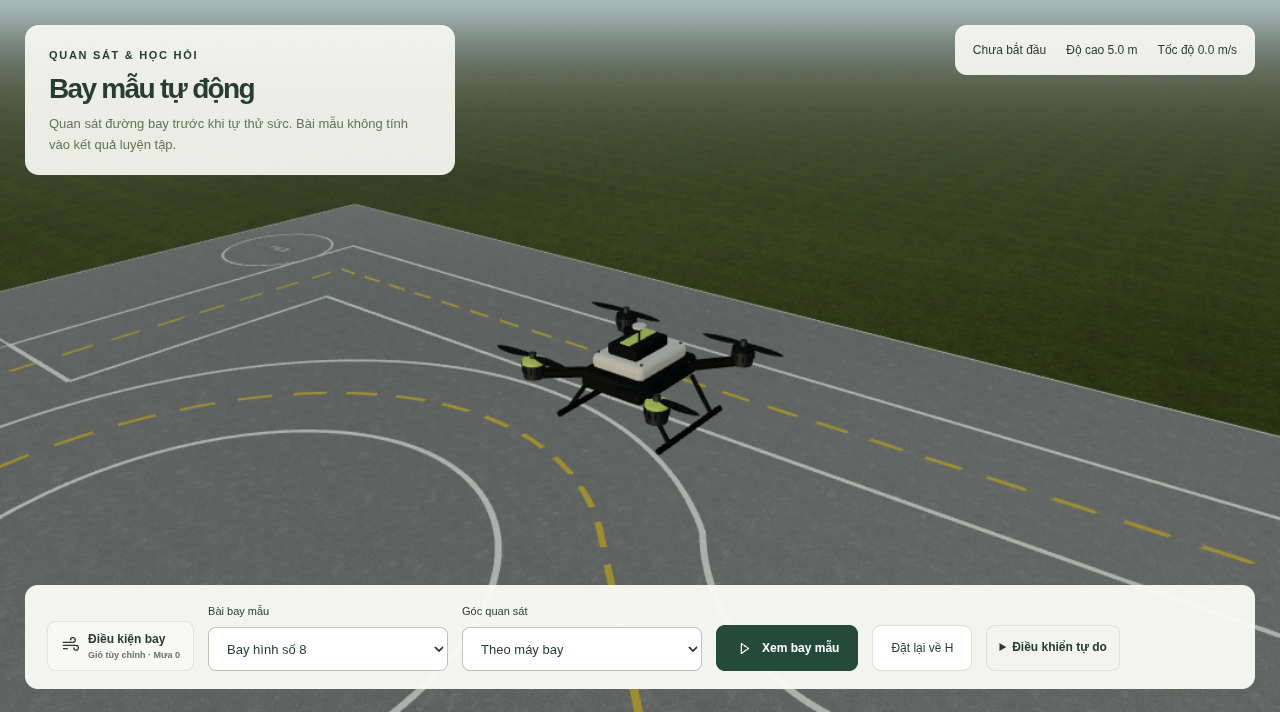 QUAN SÁT & HỌC HỎI
Bay mẫu tự động
Quan sát đường bay trước khi tự thử sức. Bài mẫu không tính
vào kết quả luyện tập.
Chưa bắt đầu Độ cao 5.0 m Tốc độ 0.0 m/s
Điều kiện bay
Gió tùy chỉnh · Mưa 0
Bài bay mẫu
Bay hình số 8
Góc quan sát
Theo máy bay
Xem bay mẫu
Đặt lại về H
Điều khiển tự do